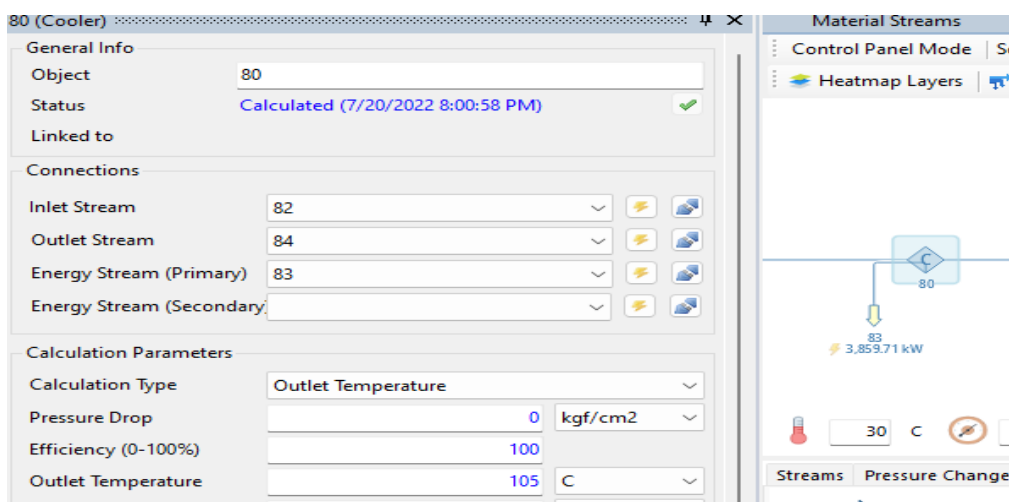 80 (Cooler)
General Info
Object 80
Status Calculated (7/20/2022 8:00:58 PM)
Linked to
Connections
Inlet Stream 82
Outlet Stream 84
Energy Stream (Primary) 83
Energy Stream (Secondary)
Calculation Parameters
Calculation Type Outlet Temperature
Pressure Drop 0 kgf/cm2
Efficiency (0-100%) 100
Outlet Temperature 105 C
Material Streams
Control Panel Mode
Heatmap Layers
C
80
83
3,859.71 kW
30 C
Streams Pressure Change